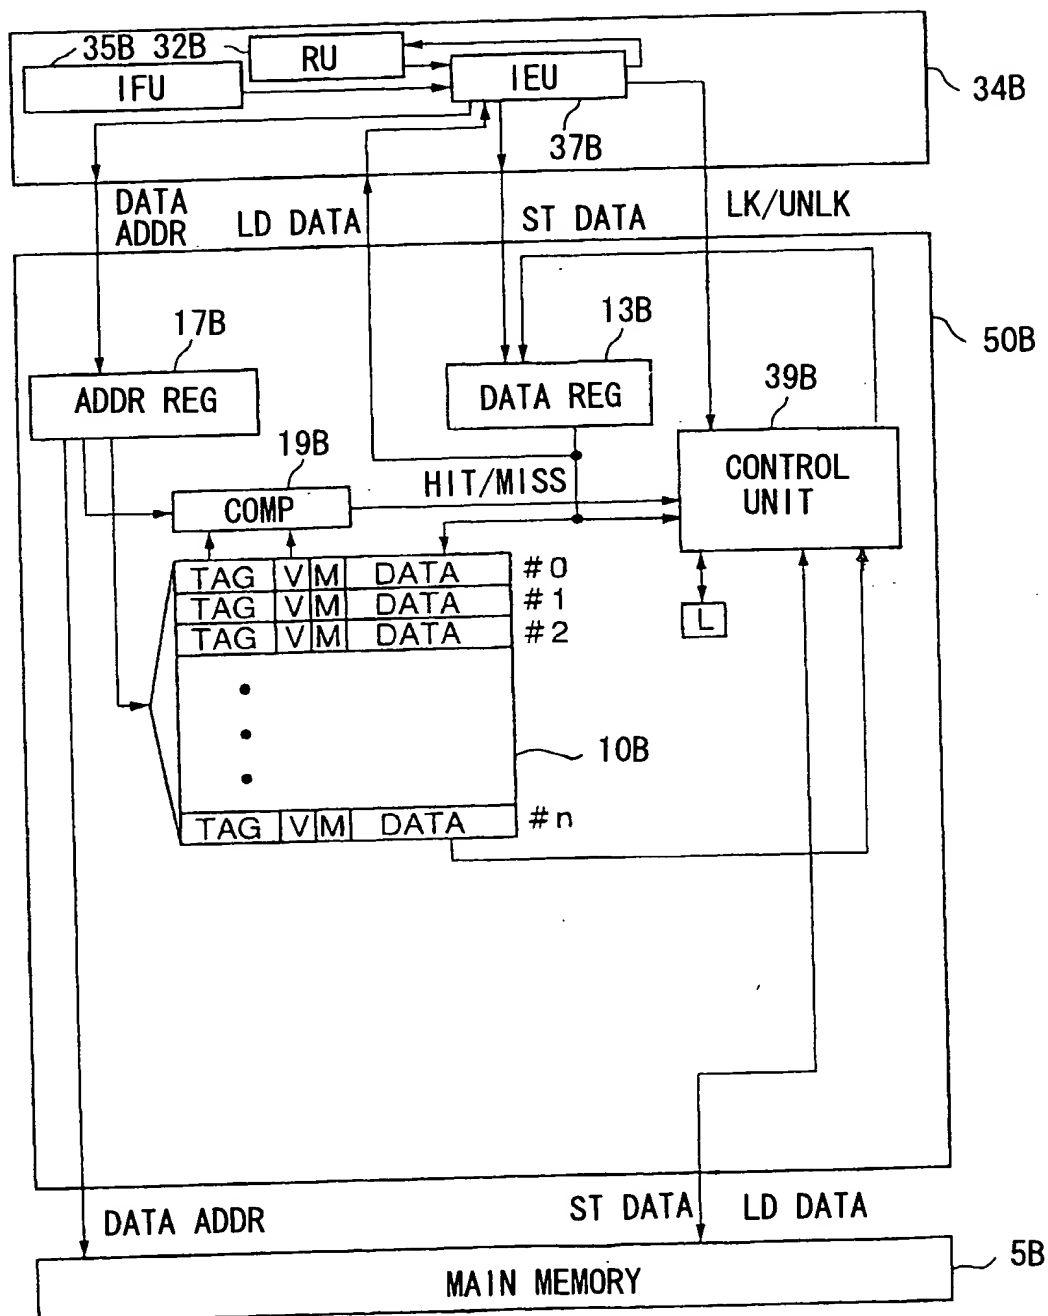 35B 32B
RU
IFU
IEU
34B
37B
DATA
ADDR
LD DATA
ST DATA
LK/UNLK
17B
13B
50B
ADDR REG
DATA REG
39B
19B
HIT/MISS
CONTROL
UNIT
COMP
TAG V M DATA #0
TAG V M DATA #1
TAG V M DATA #2
L
10B
TAG V M DATA #n
DATA ADDR
ST DATA
LD DATA
5B
MAIN MEMORY